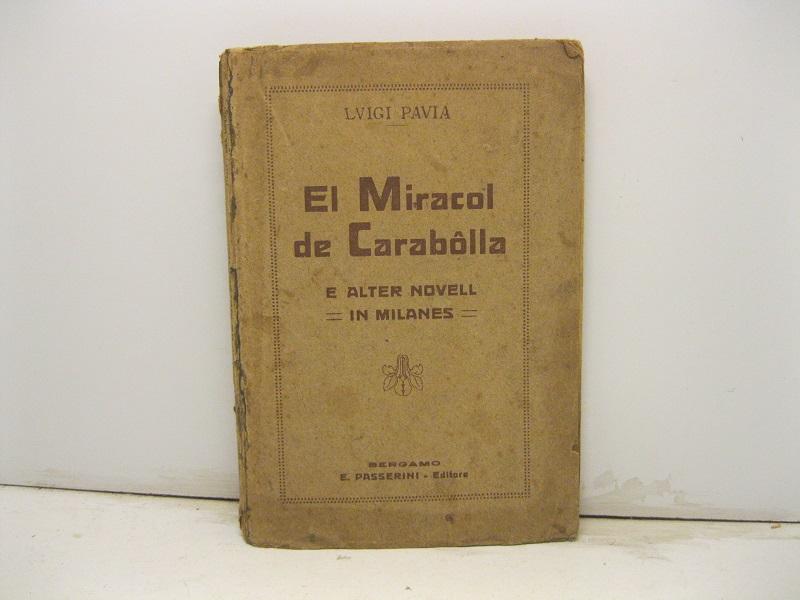 LVIGI PAVIA
El Miracol
de Carabôlla
E ALTER NOVELL
= IN MILANES =
BERGAMO
E. PASSERINI - Editore